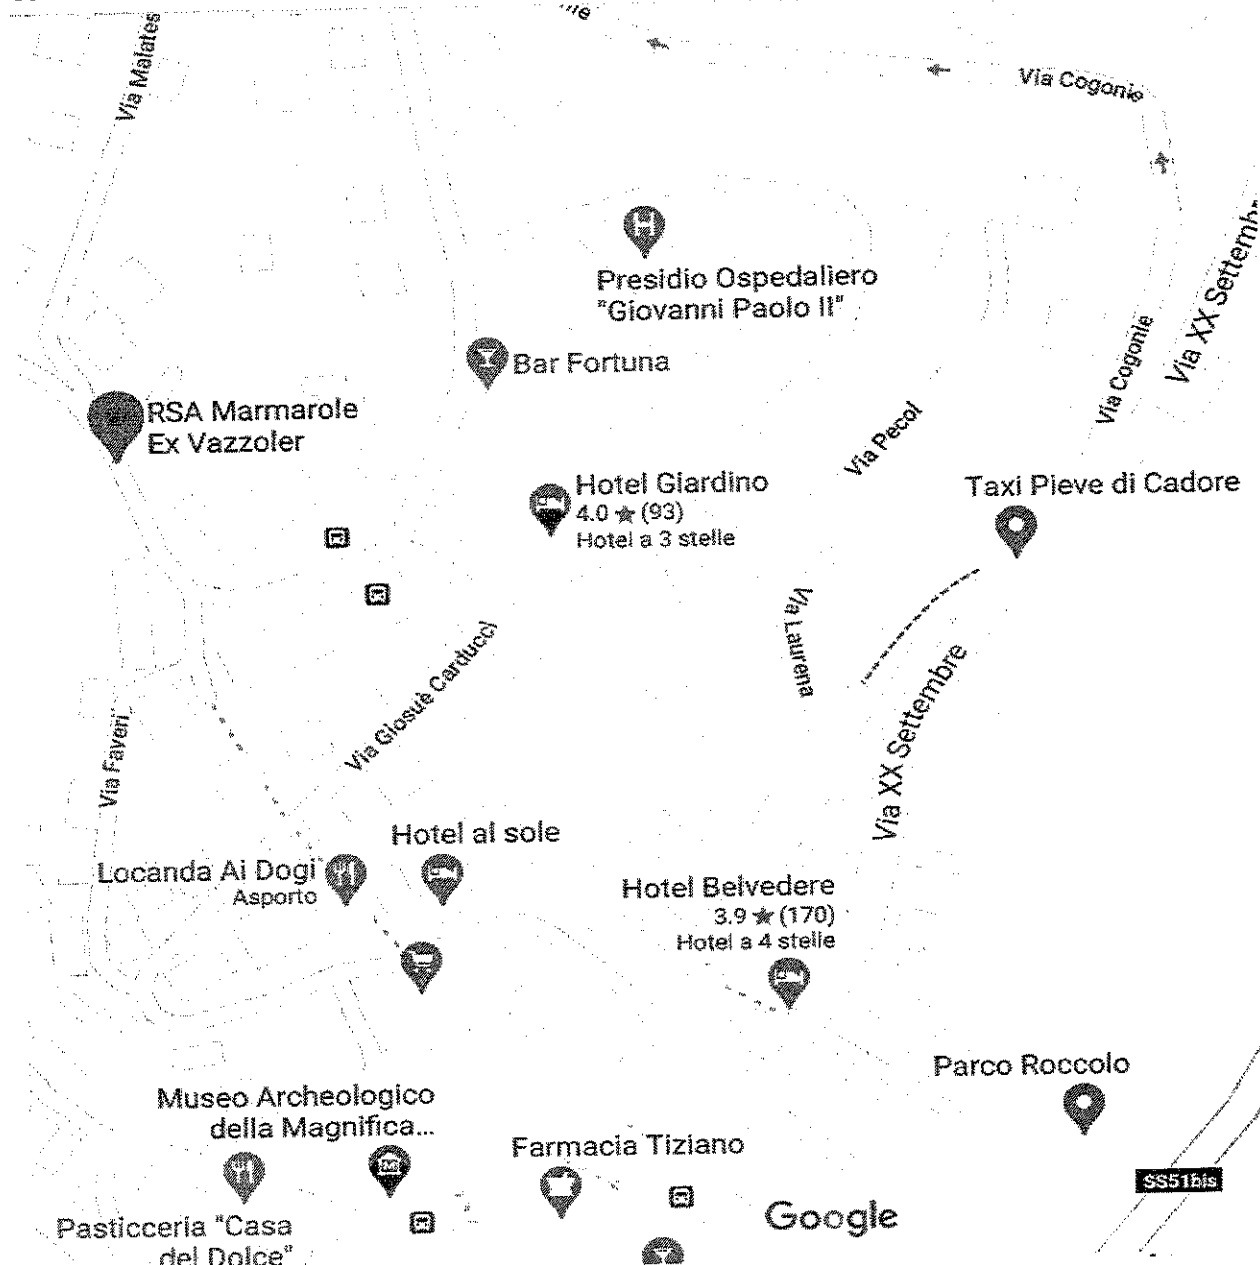 Via Malates
Via Cogonie
Presidio Ospedaliero
"Giovanni Paolo II"
Via XX Settembr
Bar Fortuna
Via Cogonie
RSA Marmarole
Ex Vazzoler
Via Pecol
Hotel Giardino
4.0 ★ (93)
Hotel a 3 stelle
Taxi Pieve di Cadore
Via Laurena
Via Giosuè Carducci
Via XX Settembre
Via Faveri
Hotel al sole
Locanda Ai Dogi
Asporto
Hotel Belvedere
3.9 ★ (170)
Hotel a 4 stelle
Parco Roccolo
Museo Archeologico
della Magnifica...
Farmacia Tiziano
SS51bis
Pasticceria "Casa
del Dolce"
Google